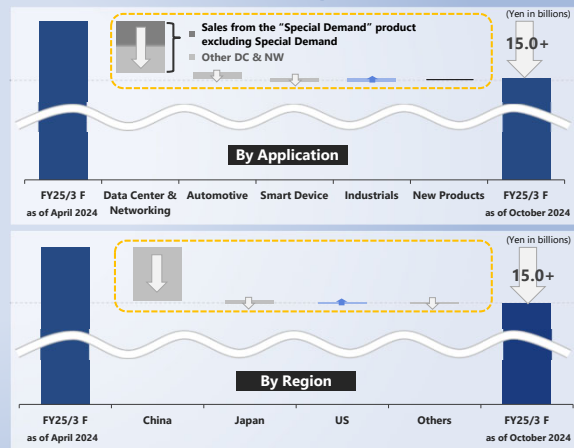 (Yen in billions)
Sales from the “Special Demand” product
excluding Special Demand
Other DC & NW
15.0+
By Application
FY25/3 F
as of April 2024
Data Center &
Networking
Automotive
Smart Device
Industrials
New Products
FY25/3 F
as of October 2024
(Yen in billions)
15.0+
By Region
FY25/3 F
as of April 2024
China
Japan
US
Others
FY25/3 F
as of October 2024